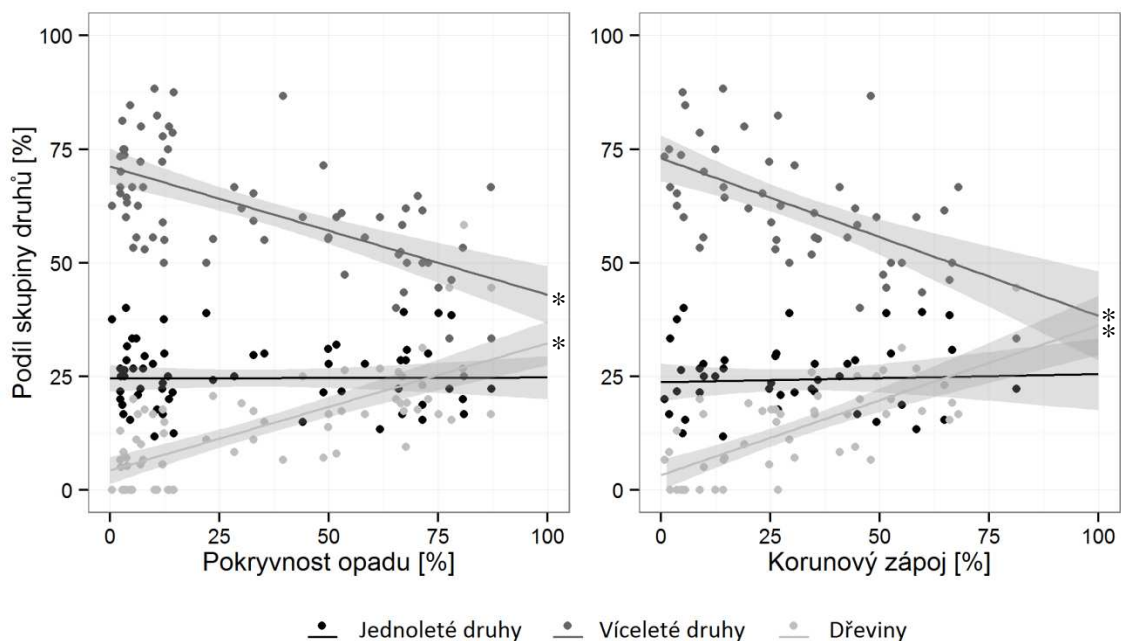 Podíl skupiny druhů [%]
100
75
50
25
0
*
*
0 25 50 75 100
Pokryvnost opadu [%]
100
75
50
25
0
*
*
0 25 50 75 100
Korunový zápoj [%]
Jednoleté druhy Víceleté druhy Dřeviny